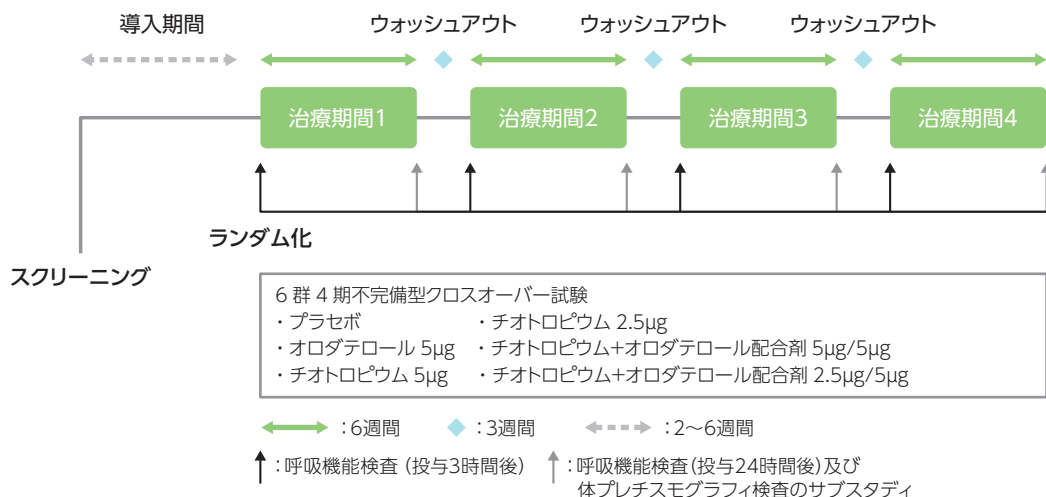 導入期間
ウォッシュアウト
ウォッシュアウト
ウォッシュアウト
治療期間1
治療期間2
治療期間3
治療期間4
ランダム化
スクリーニング
6 群 4 期不完備型クロスオーバー試験
・プラセボ ・チオトロピウム 2.5μg
・オロダテロール 5μg ・チオトロピウム+オロダテロール配合剤 5μg/5μg
・チオトロピウム 5μg ・チオトロピウム+オロダテロール配合剤 2.5μg/5μg
：6週間 ：3週間 ：2〜6週間
：呼吸機能検査 (投与3時間後) ：呼吸機能検査(投与24時間後)及び
体プレチスモグラフィ検査のサブスタディ